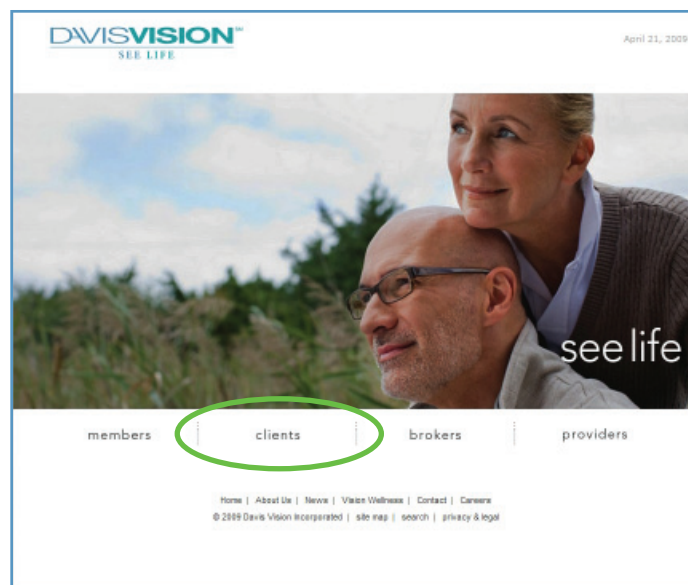 DAVISVISION℠
SEE LIFE
April 21, 2009
see life
members clients brokers providers
Home | About Us | News | Vision Wellness | Contact | Careers
© 2009 Davis Vision Incorporated | site map | search | privacy & legal